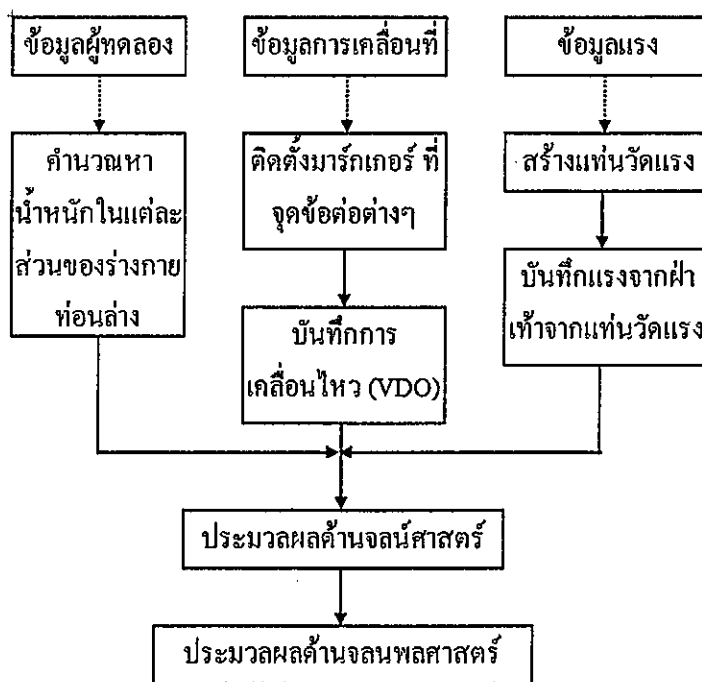 ข้อมูลผู้ทดลอง
ข้อมูลการเคลื่อนที่
ข้อมูลแรง
คำนวณหา
น้ำหนักในแต่ละ
ส่วนของร่างกาย
ท่อนล่าง
ติดตั้งมาร์กเกอร์ ที่
จุดข้อต่อต่างๆ
สร้างแท่นวัดแรง
บันทึกแรงจากฝ่า
เท้าจากแท่นวัดแรง
บันทึกการ
เคลื่อนไหว (VDO)
ประมวลผลด้านจลน์ศาสตร์
ประมวลผลด้านจลนพลศาสตร์